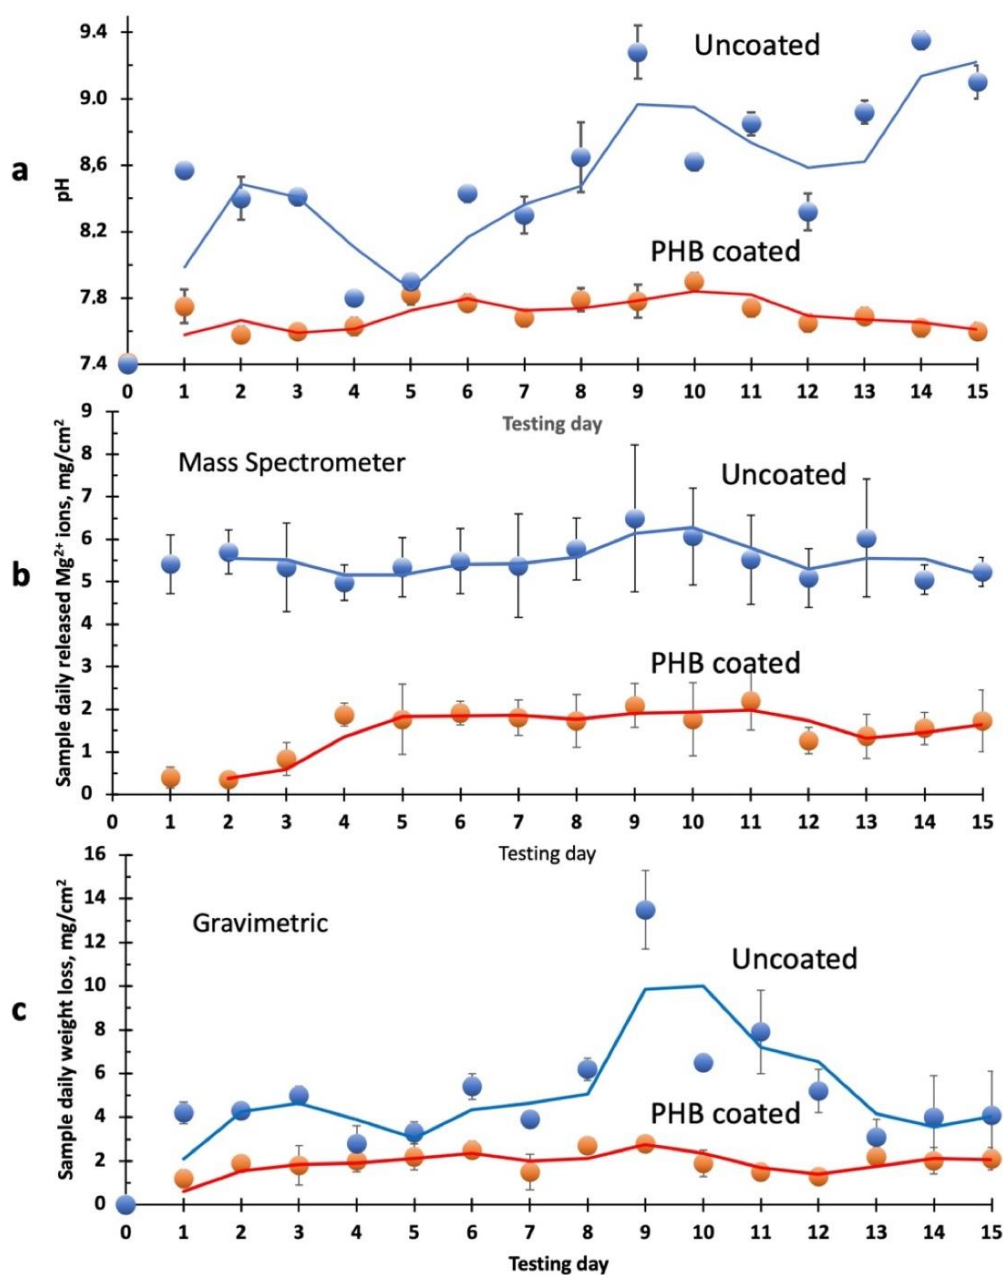 a
pH
9.4
9.0
8,6
8,2
7.8
7.4
Uncoated
PHB coated
0 1 2 3 4 5 6 7 8 9 10 11 12 13 14 15
Testing day
b
Sample daily released Mg²⁺ ions, mg/cm²
9
8
7
6
5
4
3
2
1
0
Mass Spectrometer
Uncoated
PHB coated
0 1 2 3 4 5 6 7 8 9 10 11 12 13 14 15
Testing day
c
Sample daily weight loss, mg/cm²
16
14
12
10
8
6
4
2
0
Gravimetric
Uncoated
PHB coated
0 1 2 3 4 5 6 7 8 9 10 11 12 13 14 15
Testing day